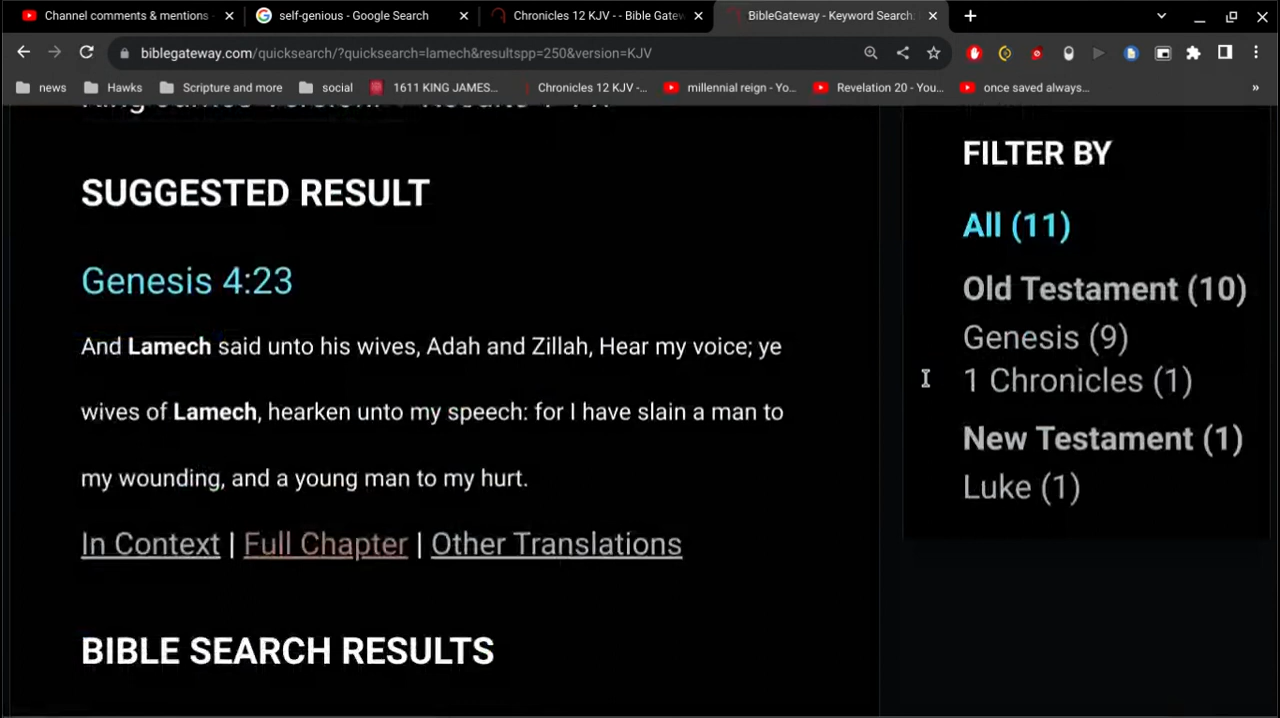 Channel comments & mentions -
self-genious - Google Search
Chronicles 12 KJV - - Bible Gatew
BibleGateway - Keyword Search:
biblegateway.com/quicksearch/?quicksearch=lamech&resultspp=250&version=KJV
news
Hawks
Scripture and more
social
1611 KING JAMES...
Chronicles 12 KJV -...
millennial reign - Yo...
Revelation 20 - You...
once saved always...
»
SUGGESTED RESULT
Genesis 4:23
And Lamech said unto his wives, Adah and Zillah, Hear my voice; ye
wives of Lamech, hearken unto my speech: for I have slain a man to
my wounding, and a young man to my hurt.
In Context | Full Chapter | Other Translations
BIBLE SEARCH RESULTS
FILTER BY
All (11)
Old Testament (10)
Genesis (9)
1 Chronicles (1)
New Testament (1)
Luke (1)